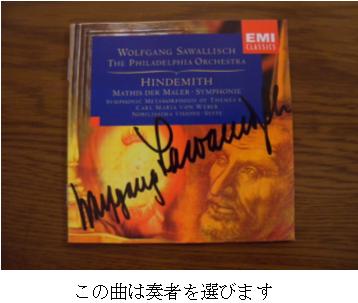 EMI
CLASSICS
WOLFGANG SAWALLISCH
THE PHILADELPHIA ORCHESTRA
HINDEMITH
MATHIS DER MALER · SYMPHONIE
SYMPHONIC METAMORPHOSIS OF THEMES
CARL MARIA VON WEBER
NOBILISSIMA VISIONE · SUITE
Wolfgang Sawallisch
この曲は奏者を選びます